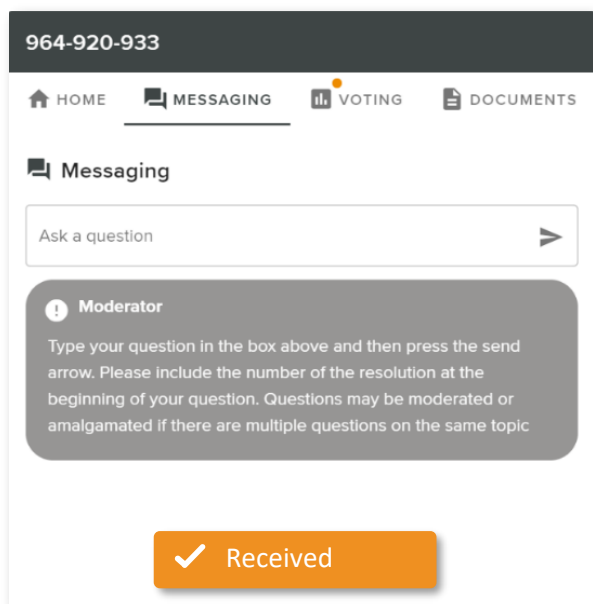 964-920-933
HOME MESSAGING VOTING DOCUMENTS
Messaging
Ask a question
Moderator
Type your question in the box above and then press the send
arrow. Please include the number of the resolution at the
beginning of your question. Questions may be moderated or
amalgamated if there are multiple questions on the same topic
Received